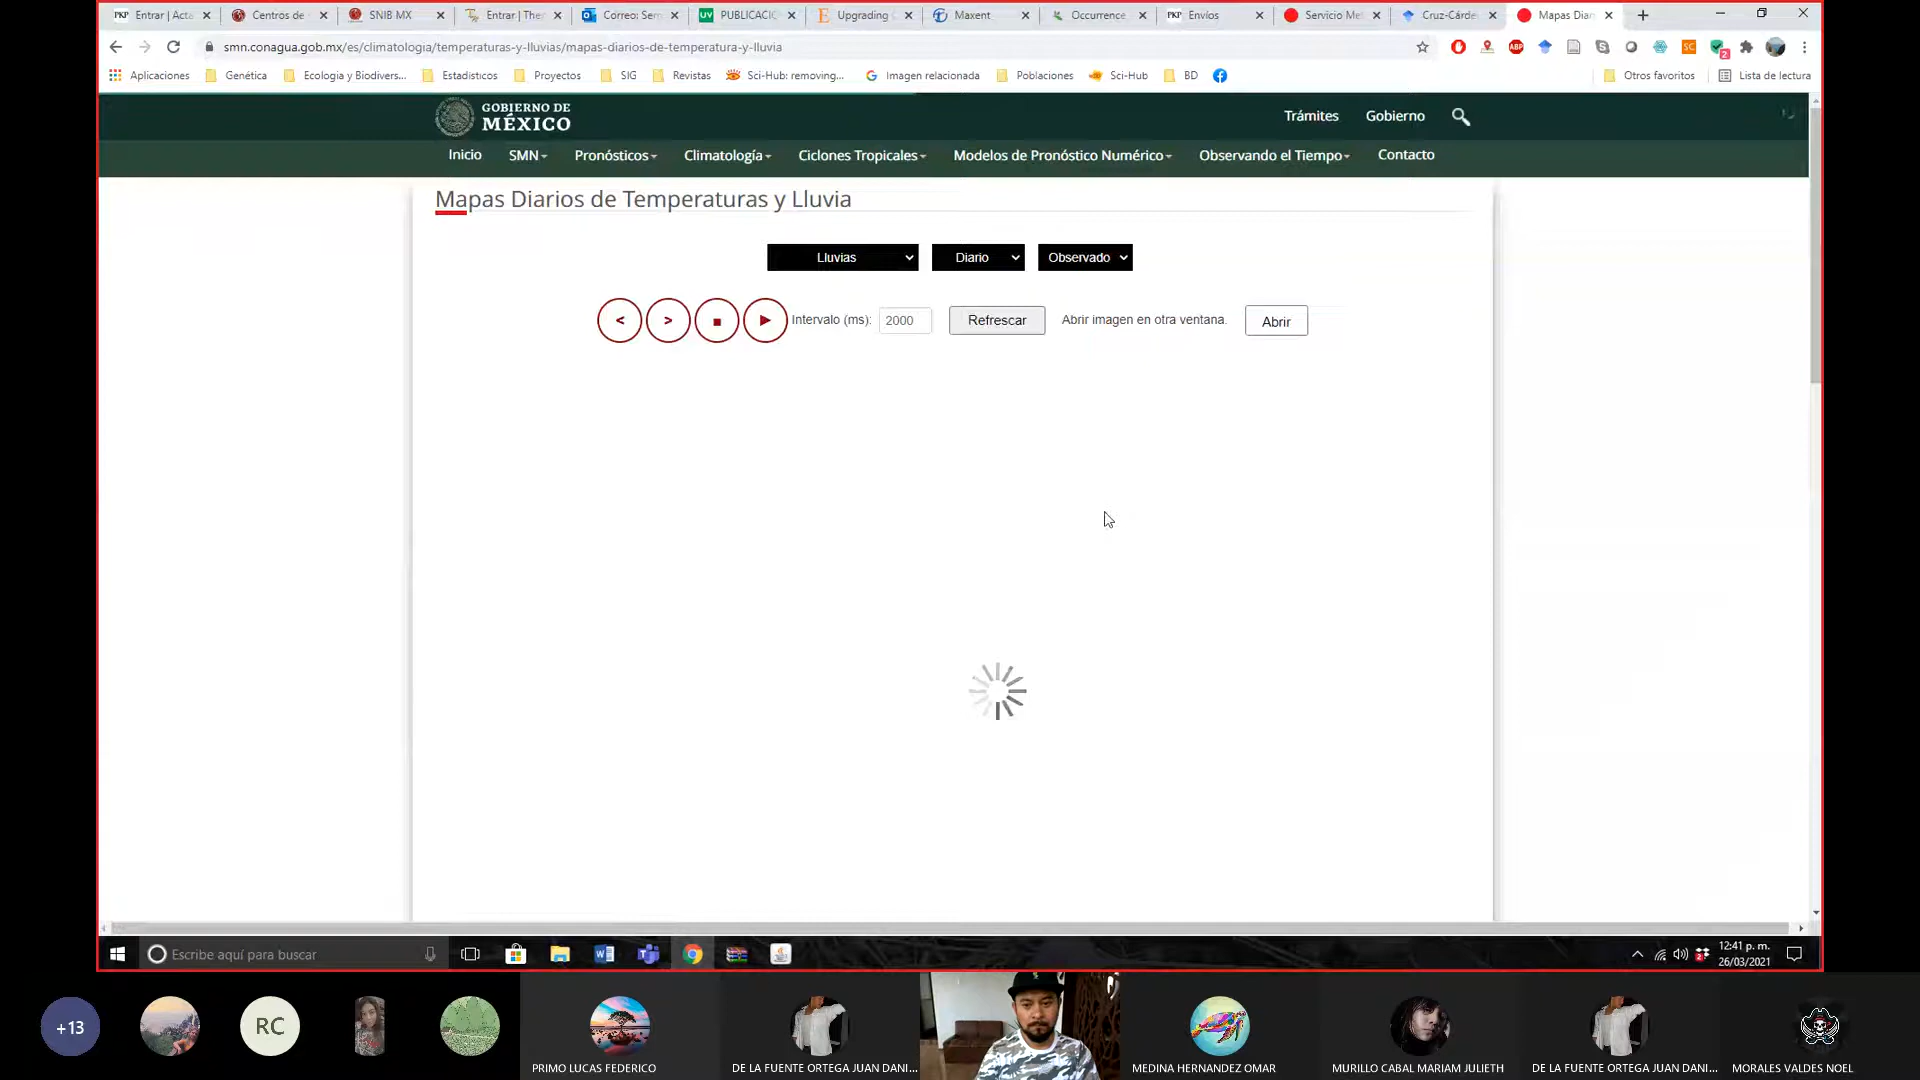 Entrar | Acta
Centros de
SNIB MX
Entrar | The
Correo: Serr
PUBLICACIO
Upgrading
Maxent
Occurrence
Envíos
Servicio Me
Cruz-Cárde
Mapas Diar
smn.conagua.gob.mx/es/climatologia/temperaturas-y-lluvias/mapas-diarios-de-temperatura-y-lluvia
Aplicaciones
Genética
Ecologia y Biodivers...
Estadisticos
Proyectos
SIG
Revistas
Sci-Hub: removing...
Imagen relacionada
Poblaciones
Sci-Hub
BD
Otros favoritos
Lista de lectura
GOBIERNO DE
MÉXICO
Trámites
Gobierno
Inicio
SMN
Pronósticos
Climatología
Ciclones Tropicales
Modelos de Pronóstico Numérico
Observando el Tiempo
Contacto
Mapas Diarios de Temperaturas y Lluvia
Lluvias
Diario
Observado
< > Intervalo (ms): 2000
Refrescar
Abrir imagen en otra ventana.
Abrir
Escribe aquí para buscar
12:41 p. m.
26/03/2021
+13
RC
PRIMO LUCAS FEDERICO
DE LA FUENTE ORTEGA JUAN DANI...
MEDINA HERNANDEZ OMAR
MURILLO CABAL MARIAM JULIETH
DE LA FUENTE ORTEGA JUAN DANI...
MORALES VALDES NOEL